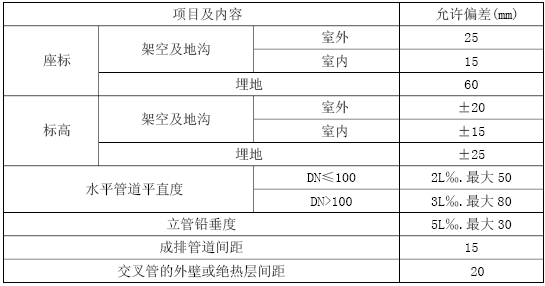 项目及内容 允许偏差(mm)
座标 架空及地沟 室外 25
室内 15
埋地 60
标高 架空及地沟 室外 ±20
室内 ±15
埋地 ±25
水平管道平直度 DN≤100 2L‰.最大 50
DN>100 3L‰.最大 80
立管铅垂度 5L‰.最大 30
成排管道间距 15
交叉管的外壁或绝热层间距 20